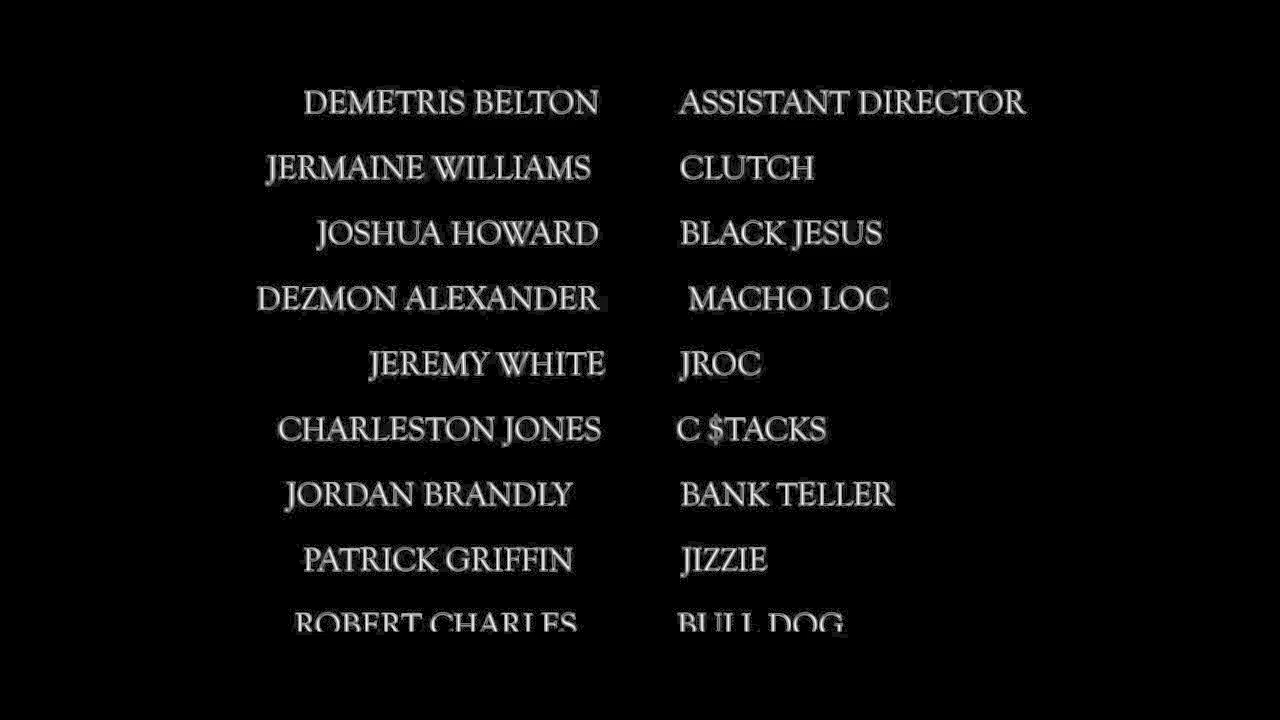 DEMETRIS BELTON ASSISTANT DIRECTOR
JERMAINE WILLIAMS CLUTCH
JOSHUA HOWARD BLACK JESUS
DEZMON ALEXANDER MACHO LOC
JEREMY WHITE JROC
CHARLESTON JONES C $TACKS
JORDAN BRANDLY BANK TELLER
PATRICK GRIFFIN JIZZIE
ROBERT CHARLES BULL DOG